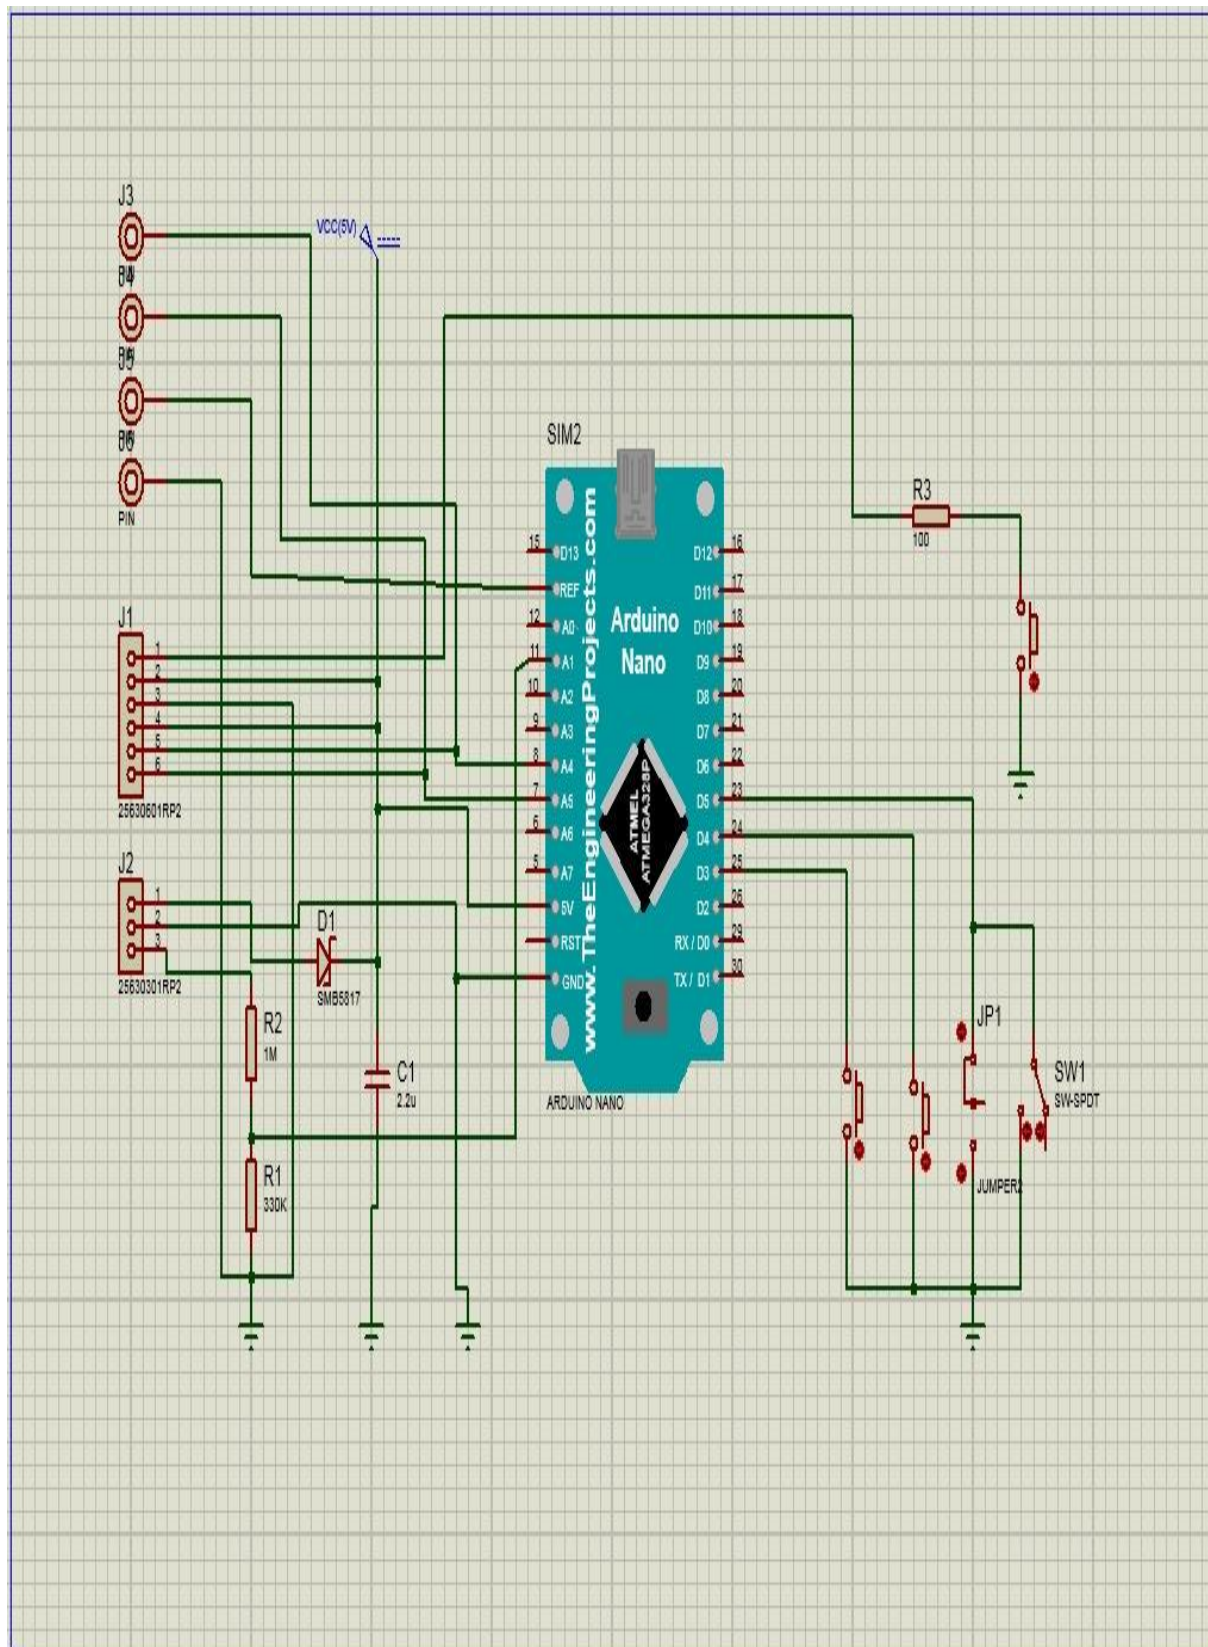 J3
VCC(5V)
PIN
J1
1
2
3
4
5
6
25630601RP2
J2
1
2
3
25630301RP2
D1
SMB5817
R2
1M
R1
330K
C1
2.2u
SIM2
15
D13
REF
12
A0
11
A1
10
A2
9
A3
8
A4
7
A5
6
A6
5
A7
5V
RST
GND
www.TheEngineeringProjects.com
Arduino
Nano
ATMEL
ATMEGA328P
D12
16
D11
17
D10
18
D9
19
D8
20
D7
21
D6
22
D5
23
D4
24
D3
25
D2
26
RX / D0
29
TX / D1
30
ARDUINO NANO
R3
100
JP1
JUMPER2
SW1
SW-SPDT